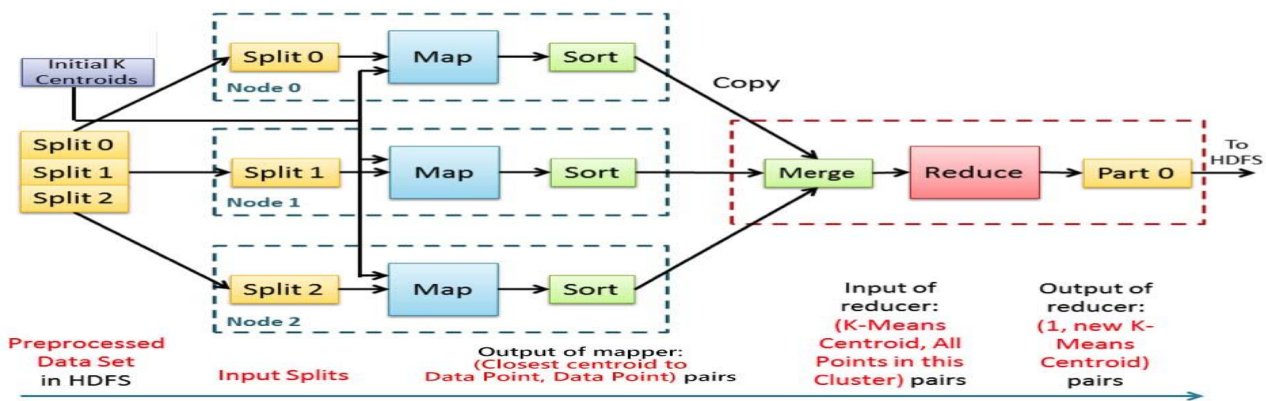 Initial K
Centroids
Split 0
Split 1
Split 2
Split 0
Map
Sort
Node 0
Split 1
Map
Sort
Node 1
Split 2
Map
Sort
Node 2
Copy
Merge
Reduce
Part 0
To
HDFS
Preprocessed
Data Set
in HDFS
Input Splits
Output of mapper:
(Closest centroid to
Data Point, Data Point) pairs
Input of
reducer:
(K-Means
Centroid, All
Points in this
Cluster) pairs
Output of
reducer:
(1, new K-
Means
Centroid)
pairs